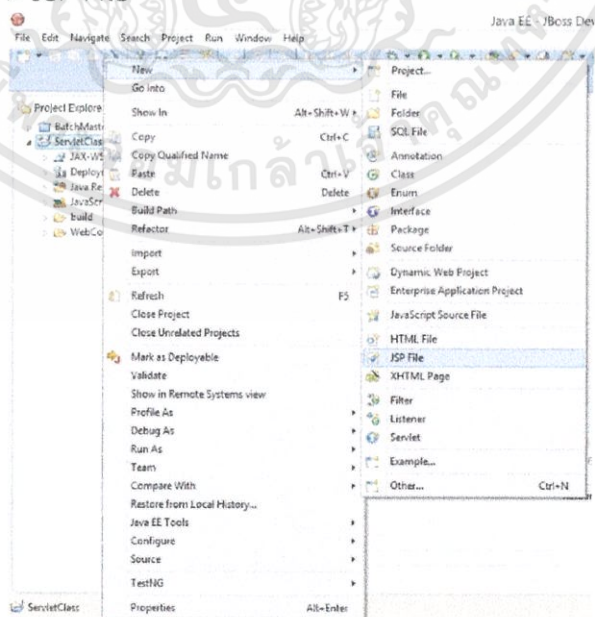 Java EE - JBoss Dev
File Edit Navigate Search Project Run Window Help
Project Explore
BatchMast
ServletClas
JAX-WS
Deploy
Java Re
JavaScr
build
WebCo
New
Go Into
Show In Alt+Shift+W
Copy Ctrl+C
Copy Qualified Name
Paste Ctrl+V
Delete Delete
Build Path
Refactor Alt+Shift+T
Import
Export
Refresh F5
Close Project
Close Unrelated Projects
Mark as Deployable
Validate
Show in Remote Systems view
Profile As
Debug As
Run As
Team
Compare With
Restore from Local History...
Java EE Tools
Configure
Source
TestNG
Properties Alt+Enter
Project...
File
Folder
SQL File
Annotation
Class
Enum
Interface
Package
Source Folder
Dynamic Web Project
Enterprise Application Project
JavaScript Source File
HTML File
JSP File
XHTML Page
Filter
Listener
Servlet
Example...
Other... Ctrl+N
ServletClass